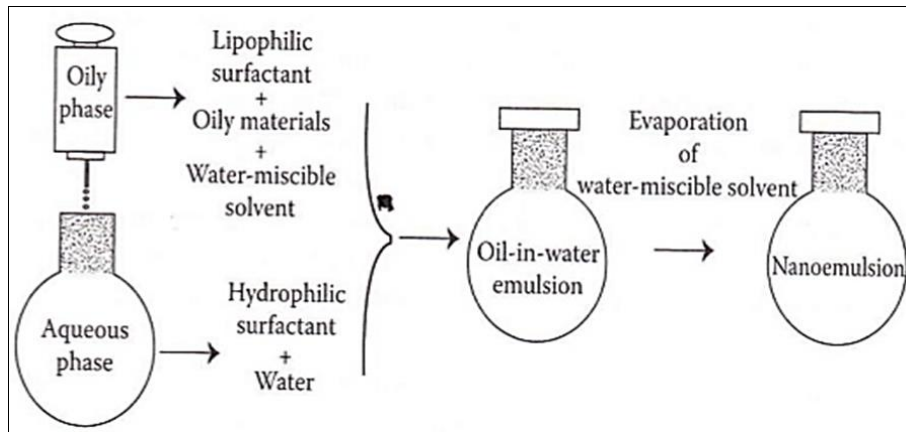 Oily
phase
Lipophilic
surfactant
+
Oily materials
+
Water-miscible
solvent
Aqueous
phase
Hydrophilic
surfactant
+
Water
Oil-in-water
emulsion
Evaporation
of
water-miscible solvent
Nanoemulsion